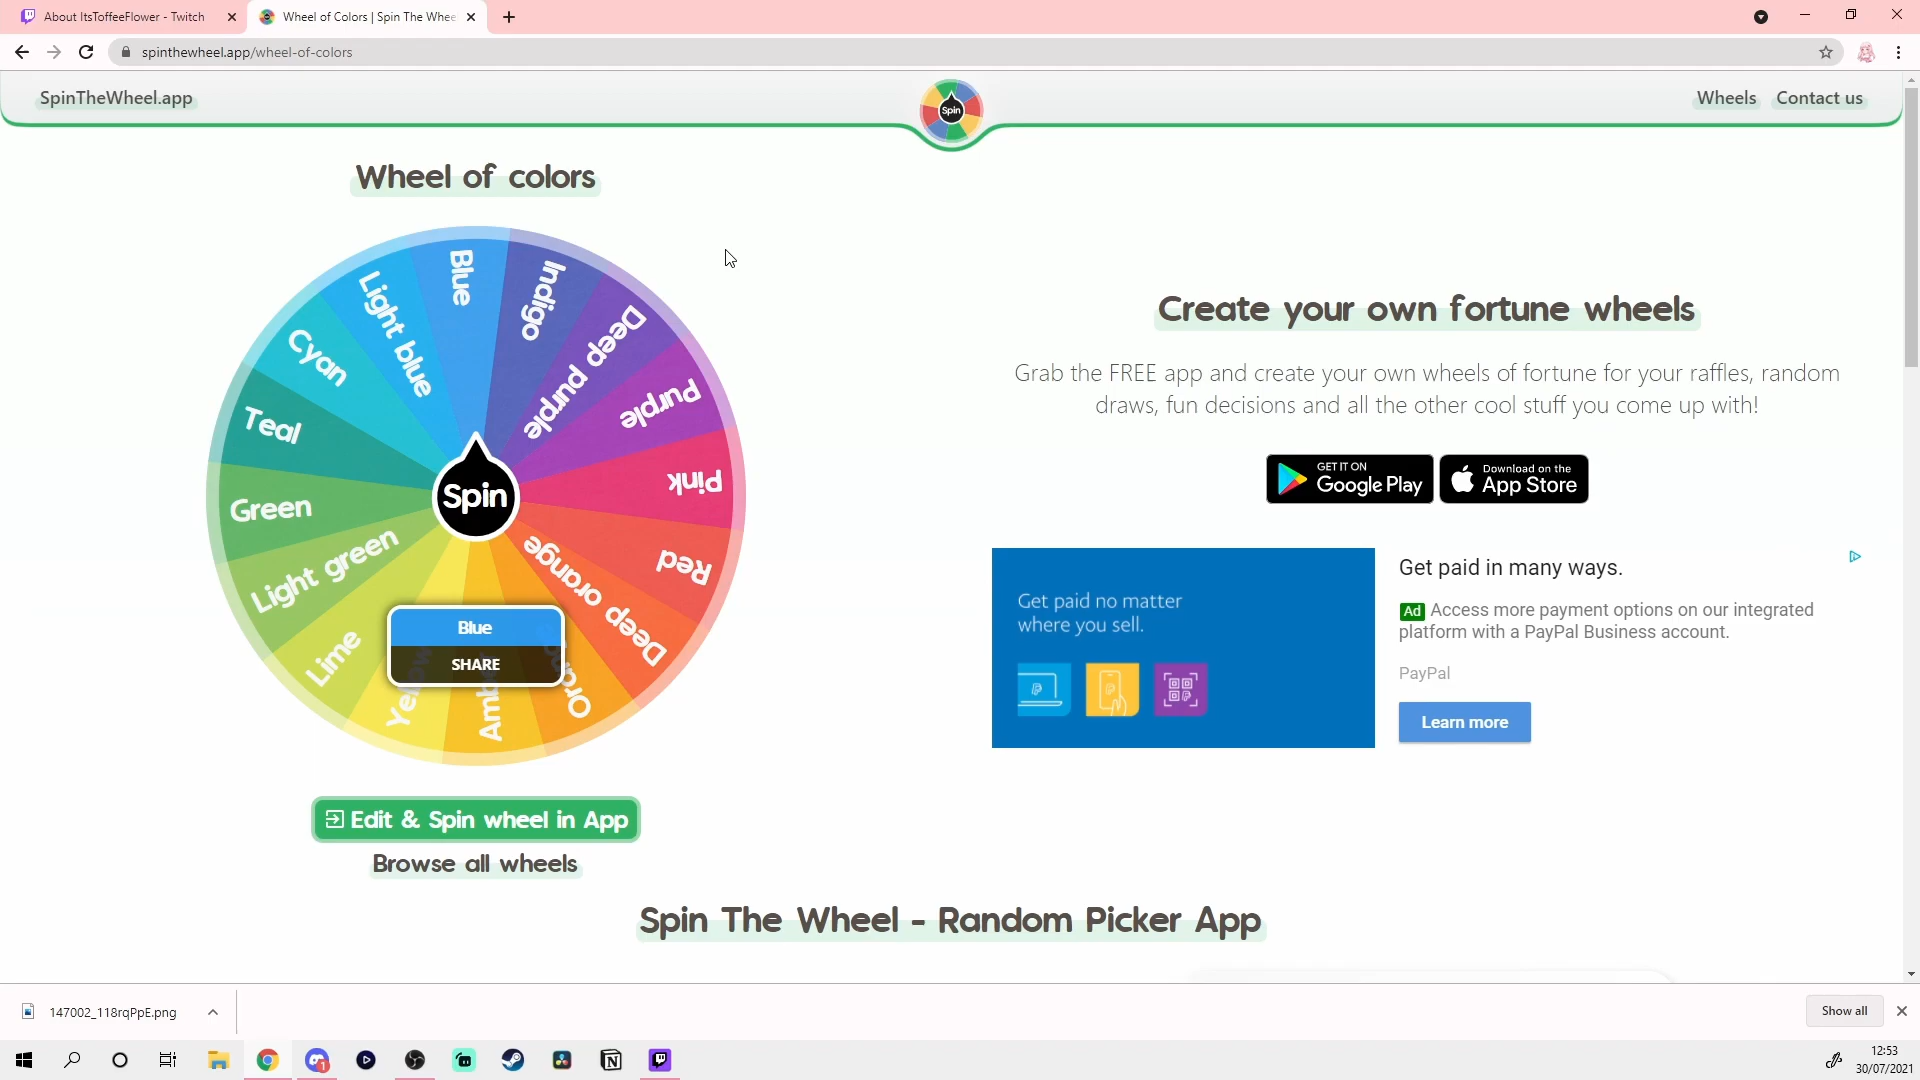 About ItsToffeeFlower - Twitch
Wheel of Colors | Spin The Whee
spinthewheel.app/wheel-of-colors
SpinTheWheel.app
Spin
Wheels
Contact us
Wheel of colors
Blue
Indigo
Deep purple
Purple
Pink
Red
Deep orange
Orange
Amber
Yellow
Lime
Light green
Green
Teal
Cyan
Light blue
Spin
Blue
SHARE
Edit & Spin wheel in App
Browse all wheels
Create your own fortune wheels
Grab the FREE app and create your own wheels of fortune for your raffles, random
draws, fun decisions and all the other cool stuff you come up with!
GET IT ON
Google Play
Download on the
App Store
Get paid no matter
where you sell.
Get paid in many ways.
Ad Access more payment options on our integrated
platform with a PayPal Business account.
PayPal
Learn more
Spin The Wheel - Random Picker App
147002_118rqPpE.png
Show all
1
12:53
30/07/2021